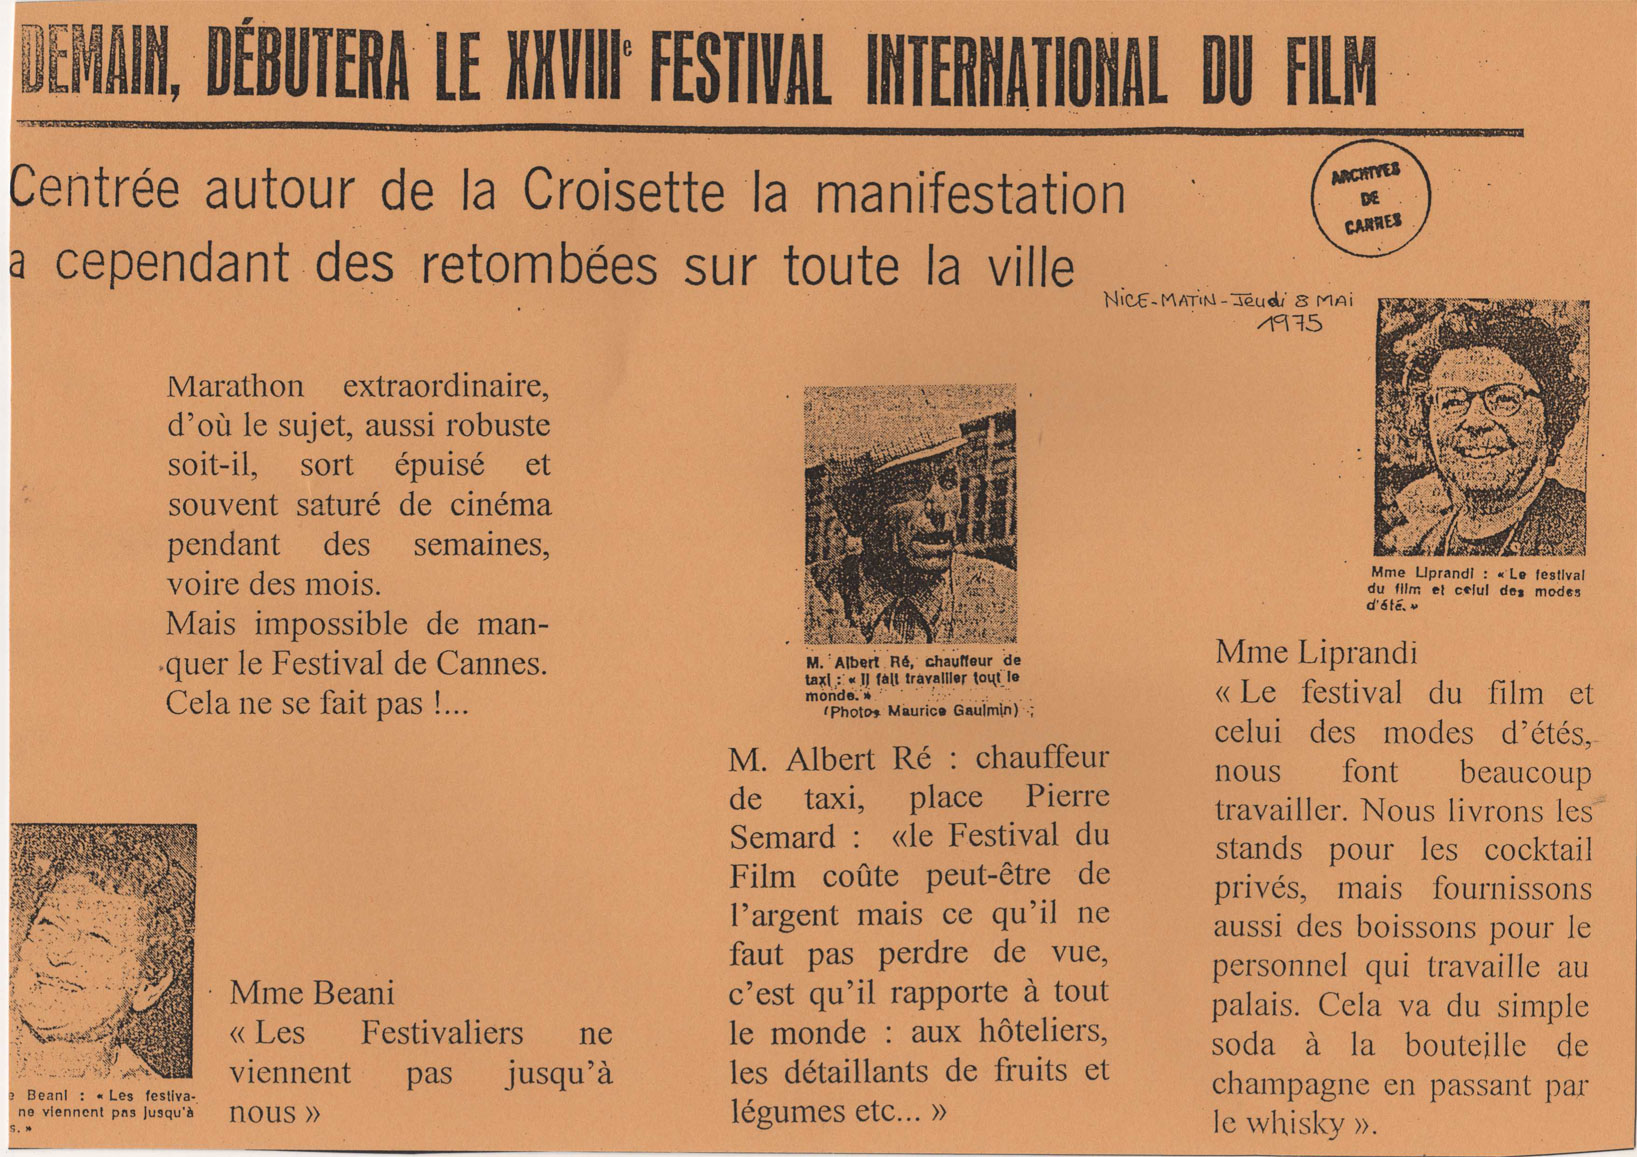 DEMAIN, DÉBUTERA LE XXVIIIe FESTIVAL INTERNATIONAL DU FILM
Centrée autour de la Croisette la manifestation
a cependant des retombées sur toute la ville
ARCHIVES
DE
CANNES
NICE-MATIN-Jeudi 8 MAI
1975
Marathon extraordinaire,
d’où le sujet, aussi robuste
soit-il, sort épuisé et
souvent saturé de cinéma
pendant des semaines,
voire des mois.
Mais impossible de man-
quer le Festival de Cannes.
Cela ne se fait pas !...
e Beani : « Les festiva-
ne viennent pas jusqu'à
s. »
Mme Beani
« Les Festivaliers ne
viennent pas jusqu’à
nous »
M. Albert Ré, chauffeur de
taxi : « Il fait travailler tout le
monde. »
(Photos Maurice Gaulmin)
M. Albert Ré : chauffeur
de taxi, place Pierre
Semard : «le Festival du
Film coûte peut-être de
l’argent mais ce qu’il ne
faut pas perdre de vue,
c’est qu’il rapporte à tout
le monde : aux hôteliers,
les détaillants de fruits et
légumes etc... »
Mme Liprandi : « Le festival
du film et celui des modes
d'été. »
Mme Liprandi
« Le festival du film et
celui des modes d’étés,
nous font beaucoup
travailler. Nous livrons les
stands pour les cocktail
privés, mais fournissons
aussi des boissons pour le
personnel qui travaille au
palais. Cela va du simple
soda à la bouteille de
champagne en passant par
le whisky ».